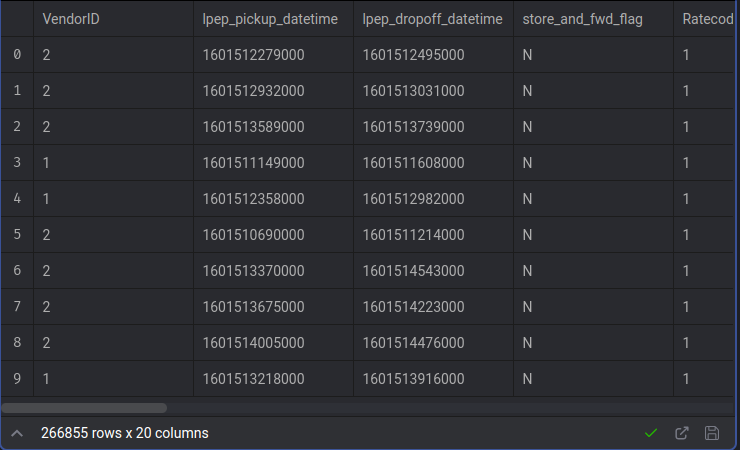 VendorID lpep_pickup_datetime lpep_dropoff_datetime store_and_fwd_flag Ratecod
0 2 1601512279000 1601512495000 N 1
1 2 1601512932000 1601513031000 N 1
2 2 1601513589000 1601513739000 N 1
3 1 1601511149000 1601511608000 N 1
4 1 1601512358000 1601512982000 N 1
5 2 1601510690000 1601511214000 N 1
6 2 1601513370000 1601514543000 N 1
7 2 1601513675000 1601514223000 N 1
8 2 1601514005000 1601514476000 N 1
9 1 1601513218000 1601513916000 N 1
266855 rows x 20 columns